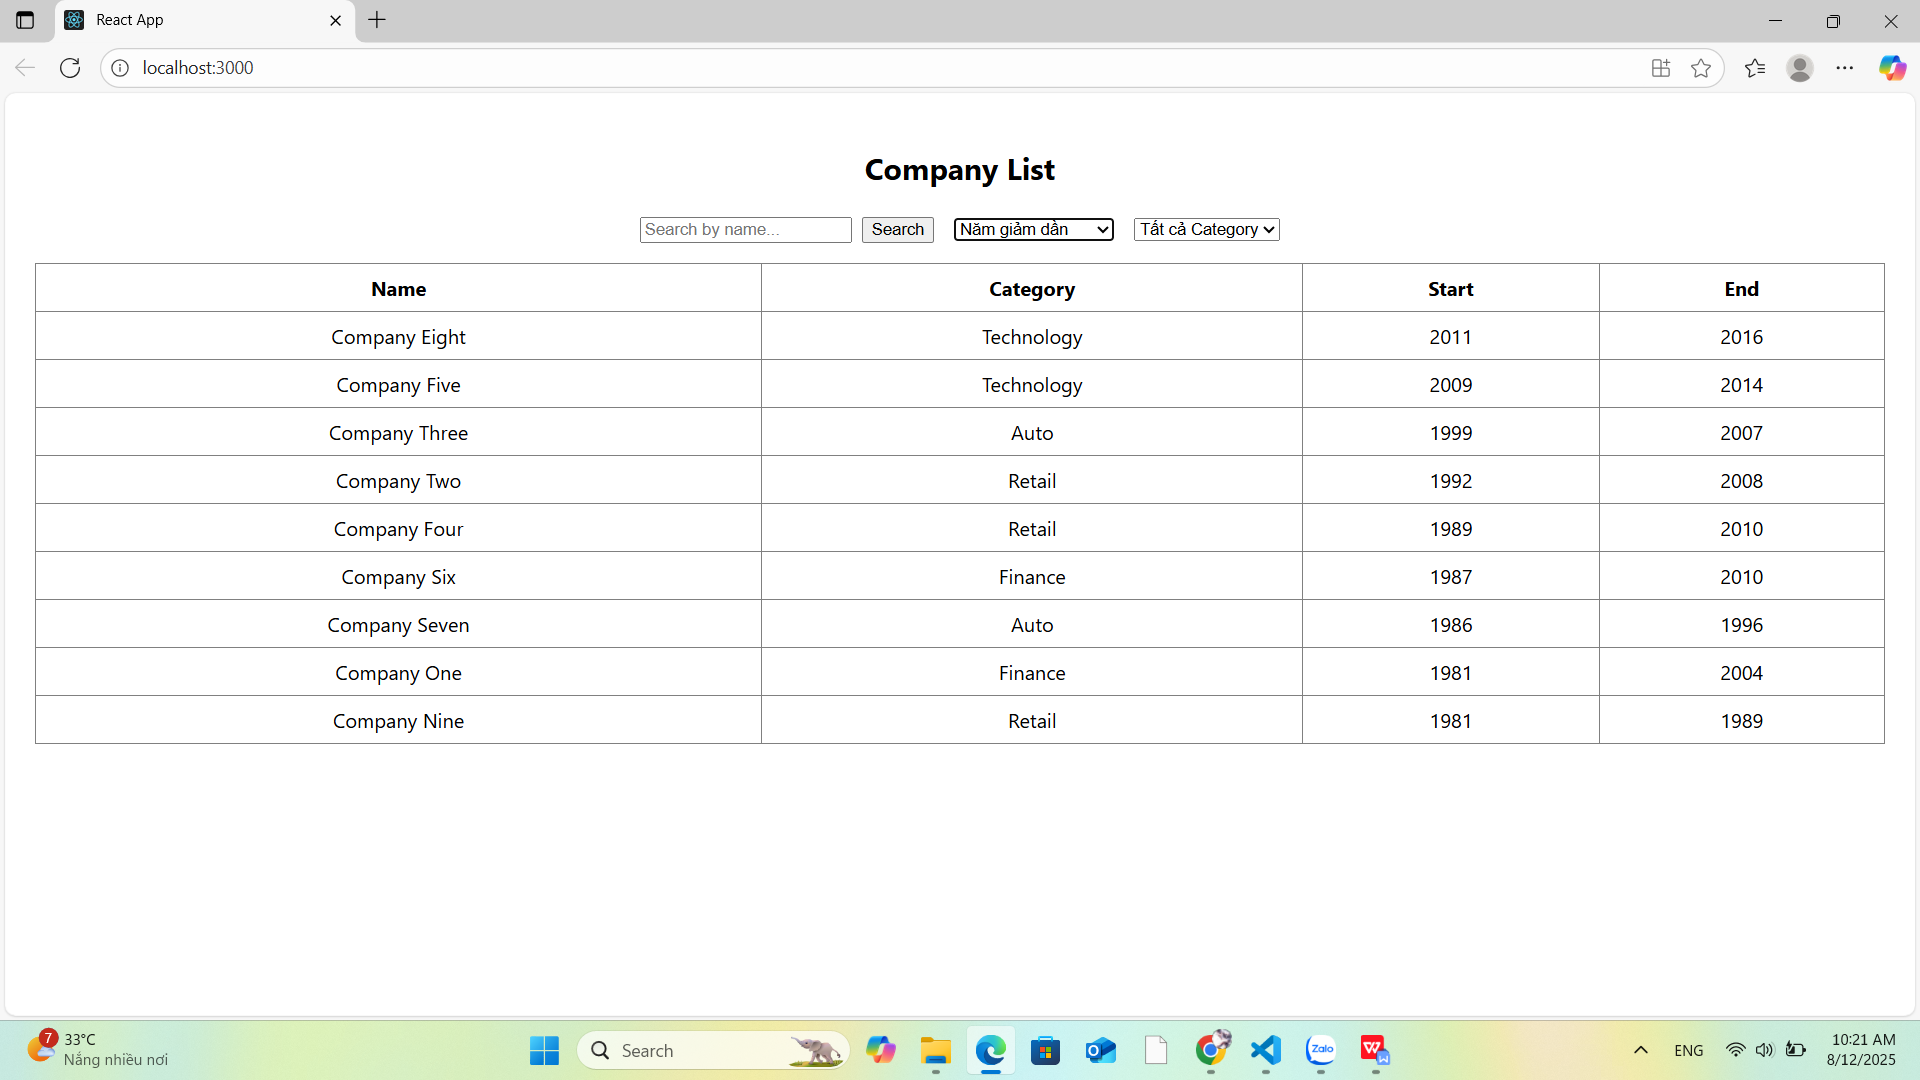 React App
localhost:3000
Company List
Search by name... Search Năm giảm dần Tất cả Category
Name Category Start End
Company Eight Technology 2011 2016
Company Five Technology 2009 2014
Company Three Auto 1999 2007
Company Two Retail 1992 2008
Company Four Retail 1989 2010
Company Six Finance 1987 2010
Company Seven Auto 1986 1996
Company One Finance 1981 2004
Company Nine Retail 1981 1989
7 33°C
Nắng nhiều nơi
Search
Zalo
ENG
10:21 AM
8/12/2025